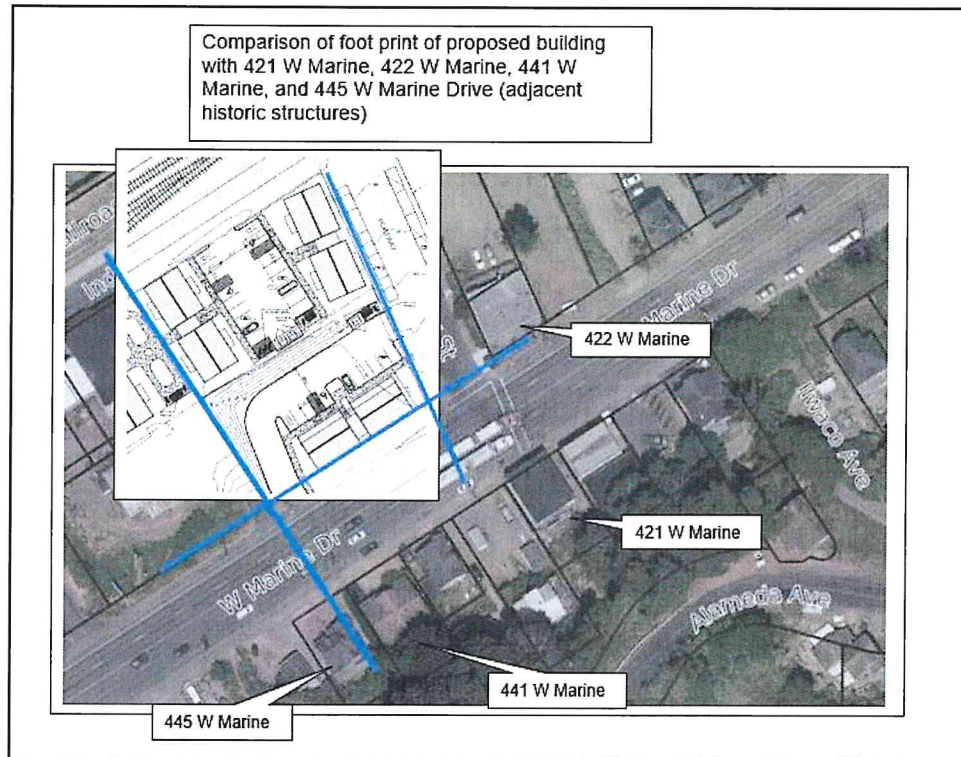 Comparison of foot print of proposed building
with 421 W Marine, 422 W Marine, 441 W
Marine, and 445 W Marine Drive (adjacent
historic structures)
Marine Dr
422 W Marine
Ilwaco Ave
421 W Marine
W Marine Dr
Alameda Ave
441 W Marine
445 W Marine